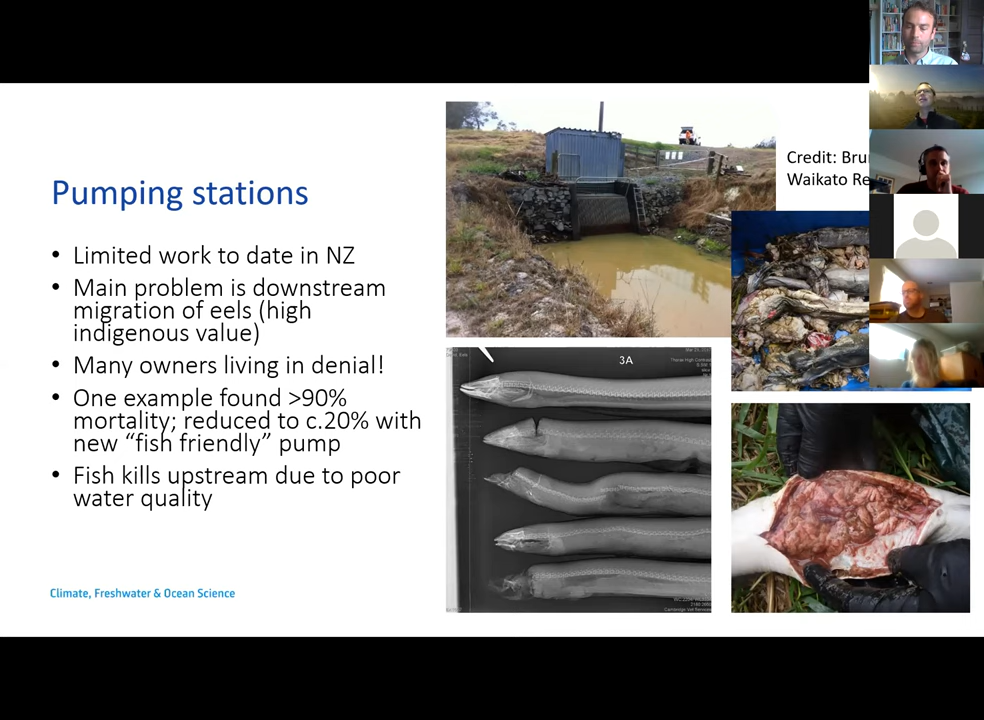 Pumping stations
• Limited work to date in NZ
• Main problem is downstream
migration of eels (high
indigenous value)
• Many owners living in denial!
• One example found >90%
mortality; reduced to c.20% with
new “fish friendly” pump
• Fish kills upstream due to poor
water quality
Climate, Freshwater & Ocean Science
Credit:
Waikato
3A